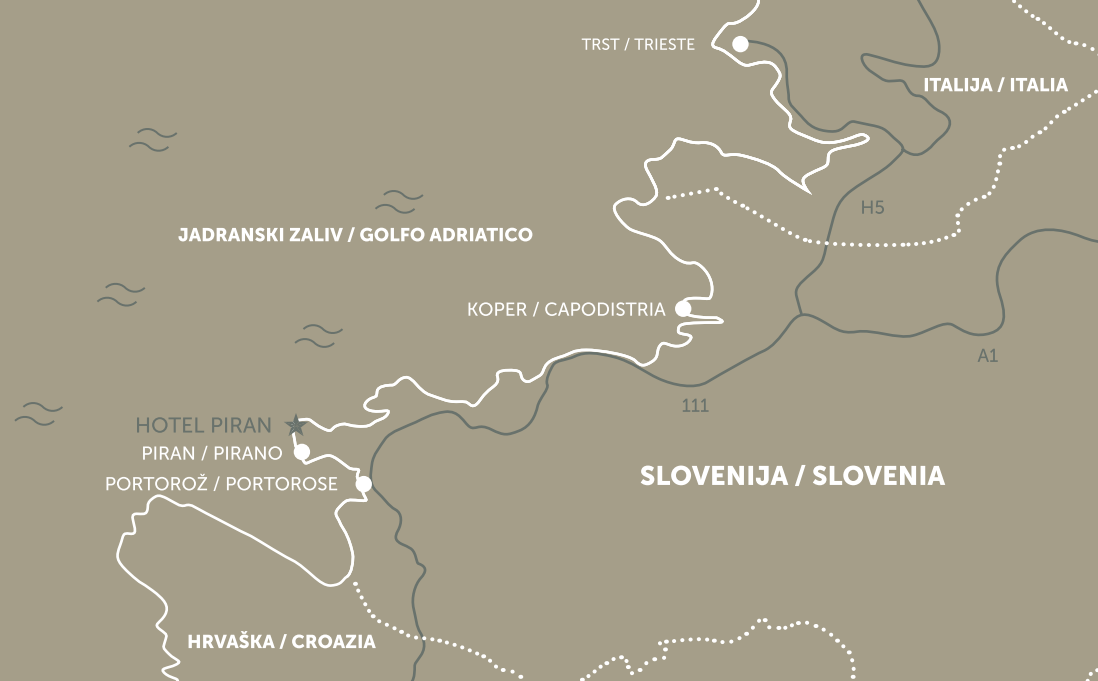 TRST / TRIESTE
ITALIJA / ITALIA
H5
JADRANSKI ZALIV / GOLFO ADRIATICO
KOPER / CAPODISTRIA
A1
111
HOTEL PIRAN
PIRAN / PIRANO
PORTOROŽ / PORTOROSE
SLOVENIJA / SLOVENIA
HRVAŠKA / CROAZIA